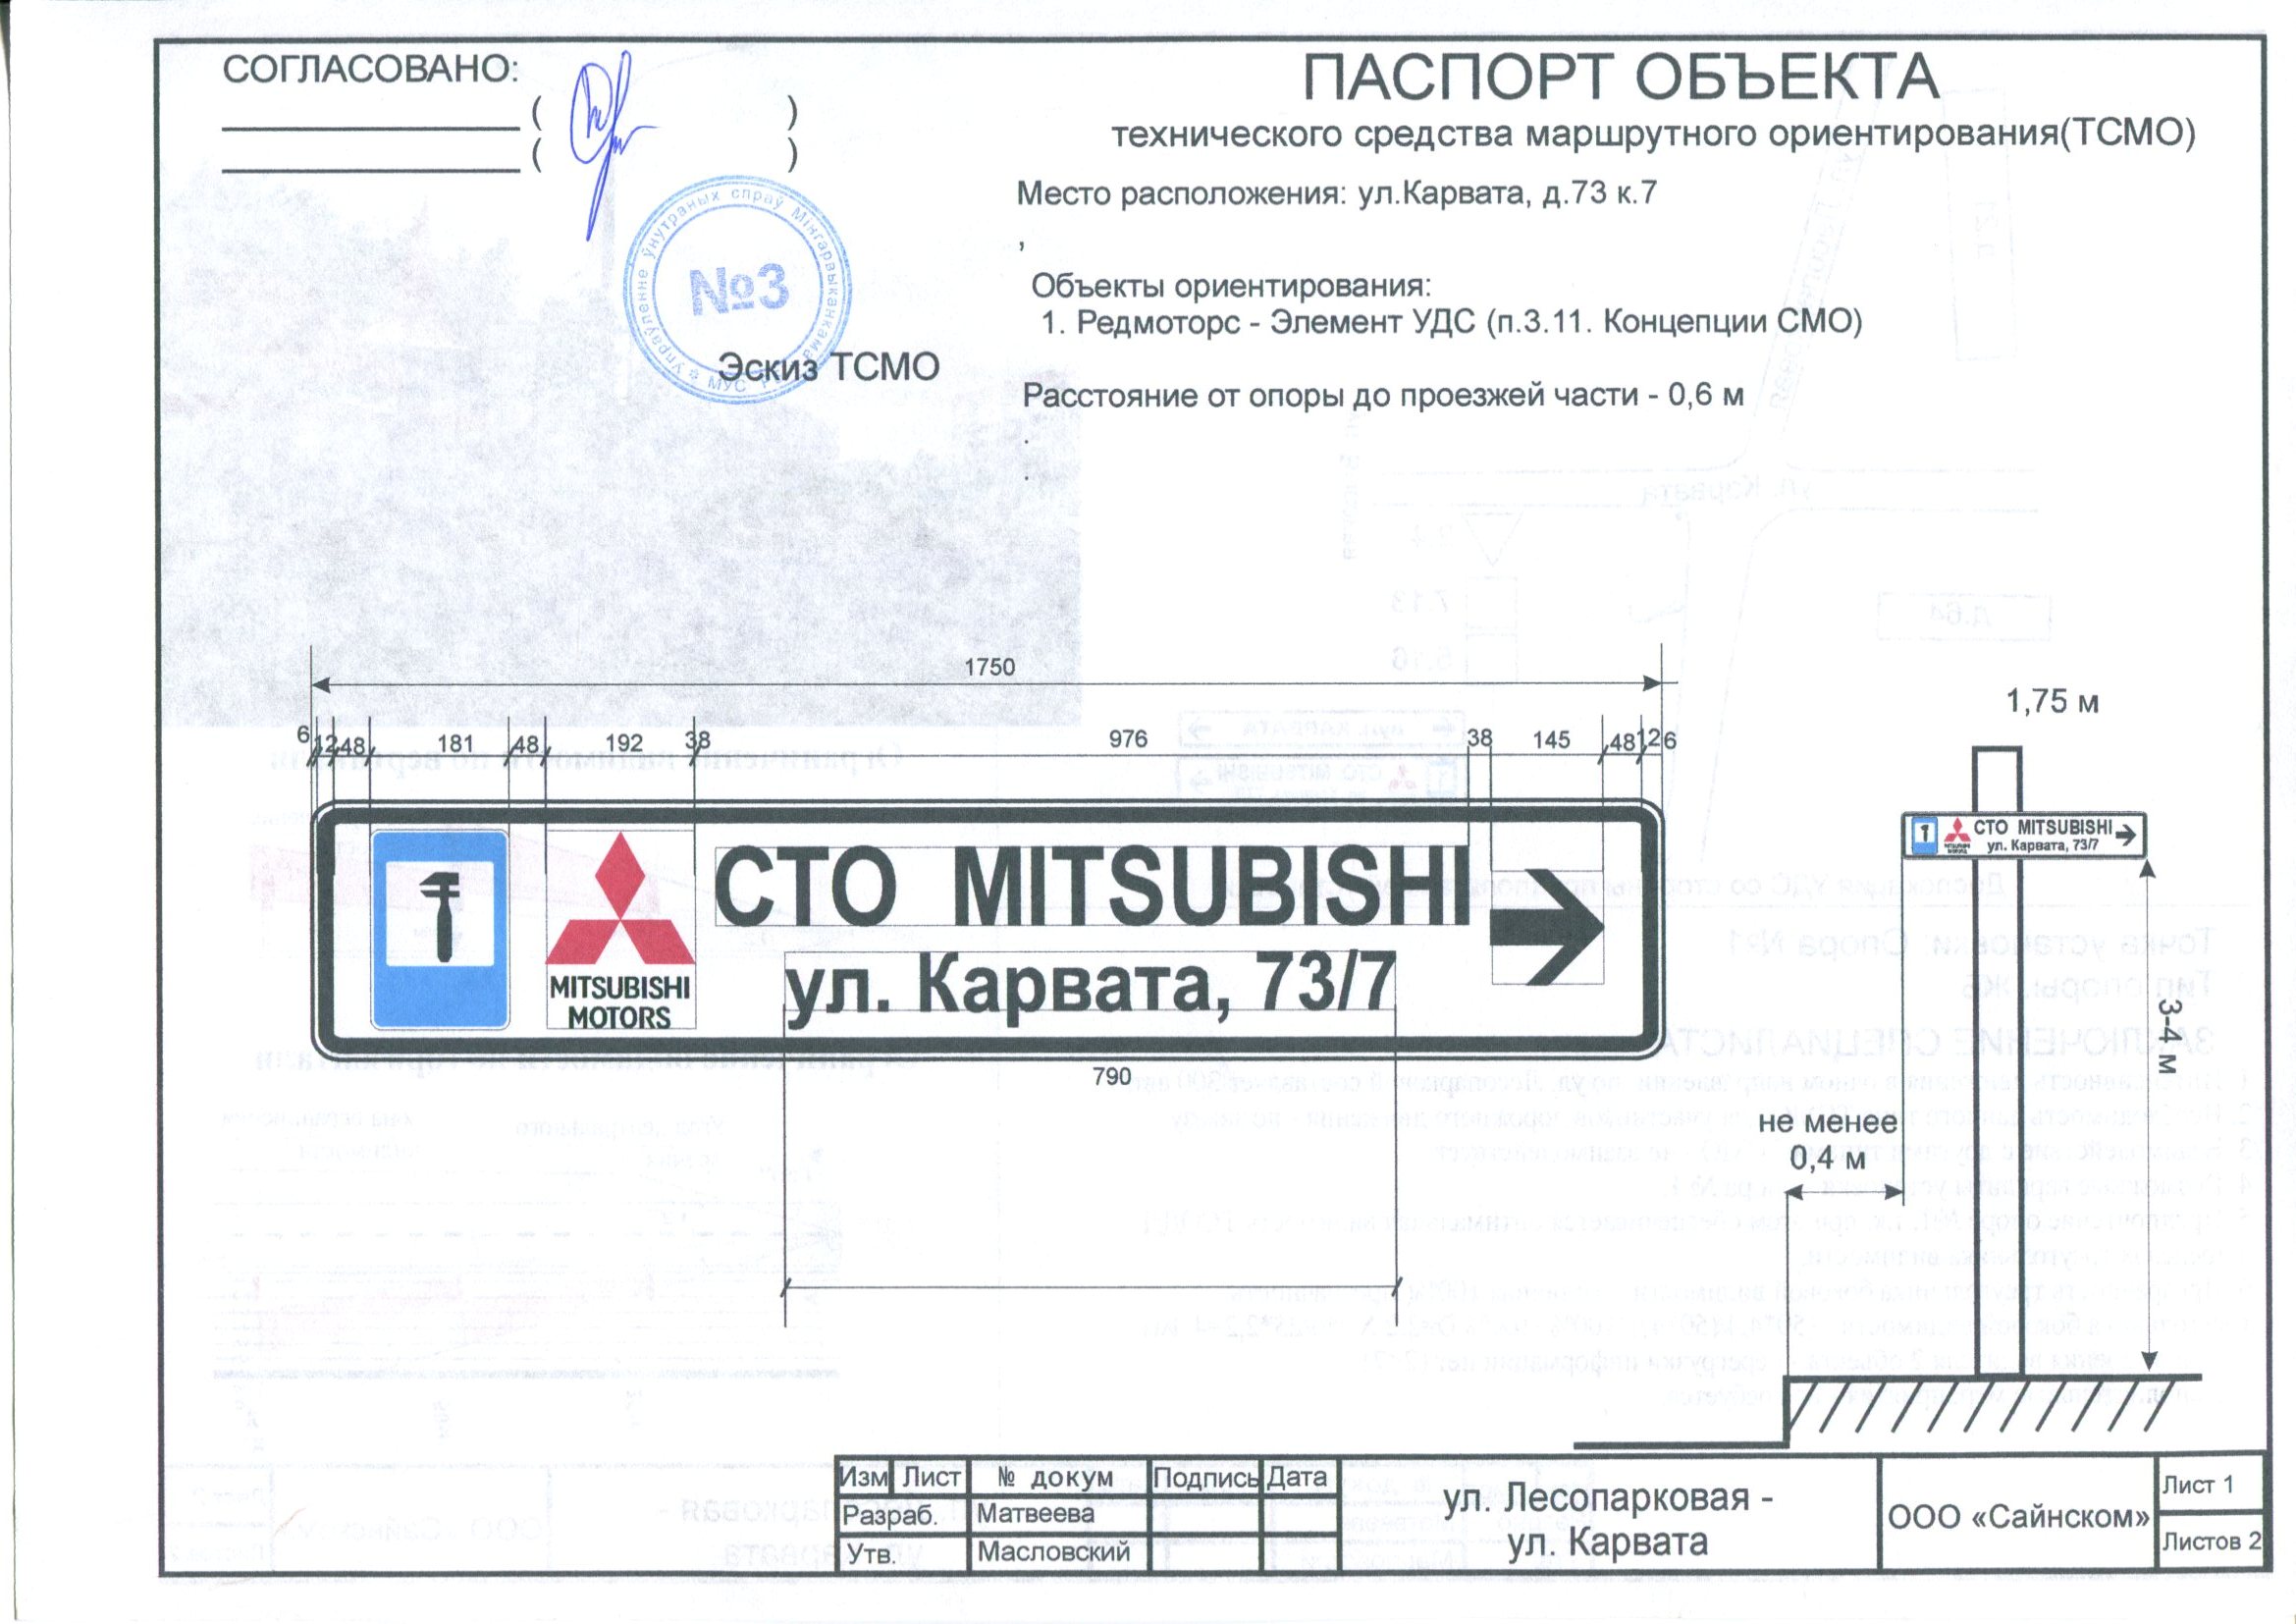 СОГЛАСОВАНО:
( )
( )
ПАСПОРТ ОБЪЕКТА
технического средства маршрутного ориентирования(ТСМО)
Место расположения: ул.Карвата, д.73 к.7
,
Объекты ориентирования:
1. Редмоторс - Элемент УДС (п.3.11. Концепции СМО)
Расстояние от опоры до проезжей части - 0,6 м
.
:
ўнутраных спраў Мінгарвыканкама
№3
МУС
Эскиз ТСМО
1750
6 12 48 181 48 192 38 976 38 145 48 12 6
СТО MITSUBISHI
ул. Карвата, 73/7
MITSUBISHI
MOTORS
790
1,75 м
СТО MITSUBISHI
ул. Карвата, 73/7
MITSUBISHI
MOTORS
3-4 м
не менее
0,4 м
Изм Лист № докум Подпись Дата
Разраб. Матвеева
Утв. Масловский
ул. Лесопарковая -
ул. Карвата
ООО «Сайнском»
Лист 1
Листов 2